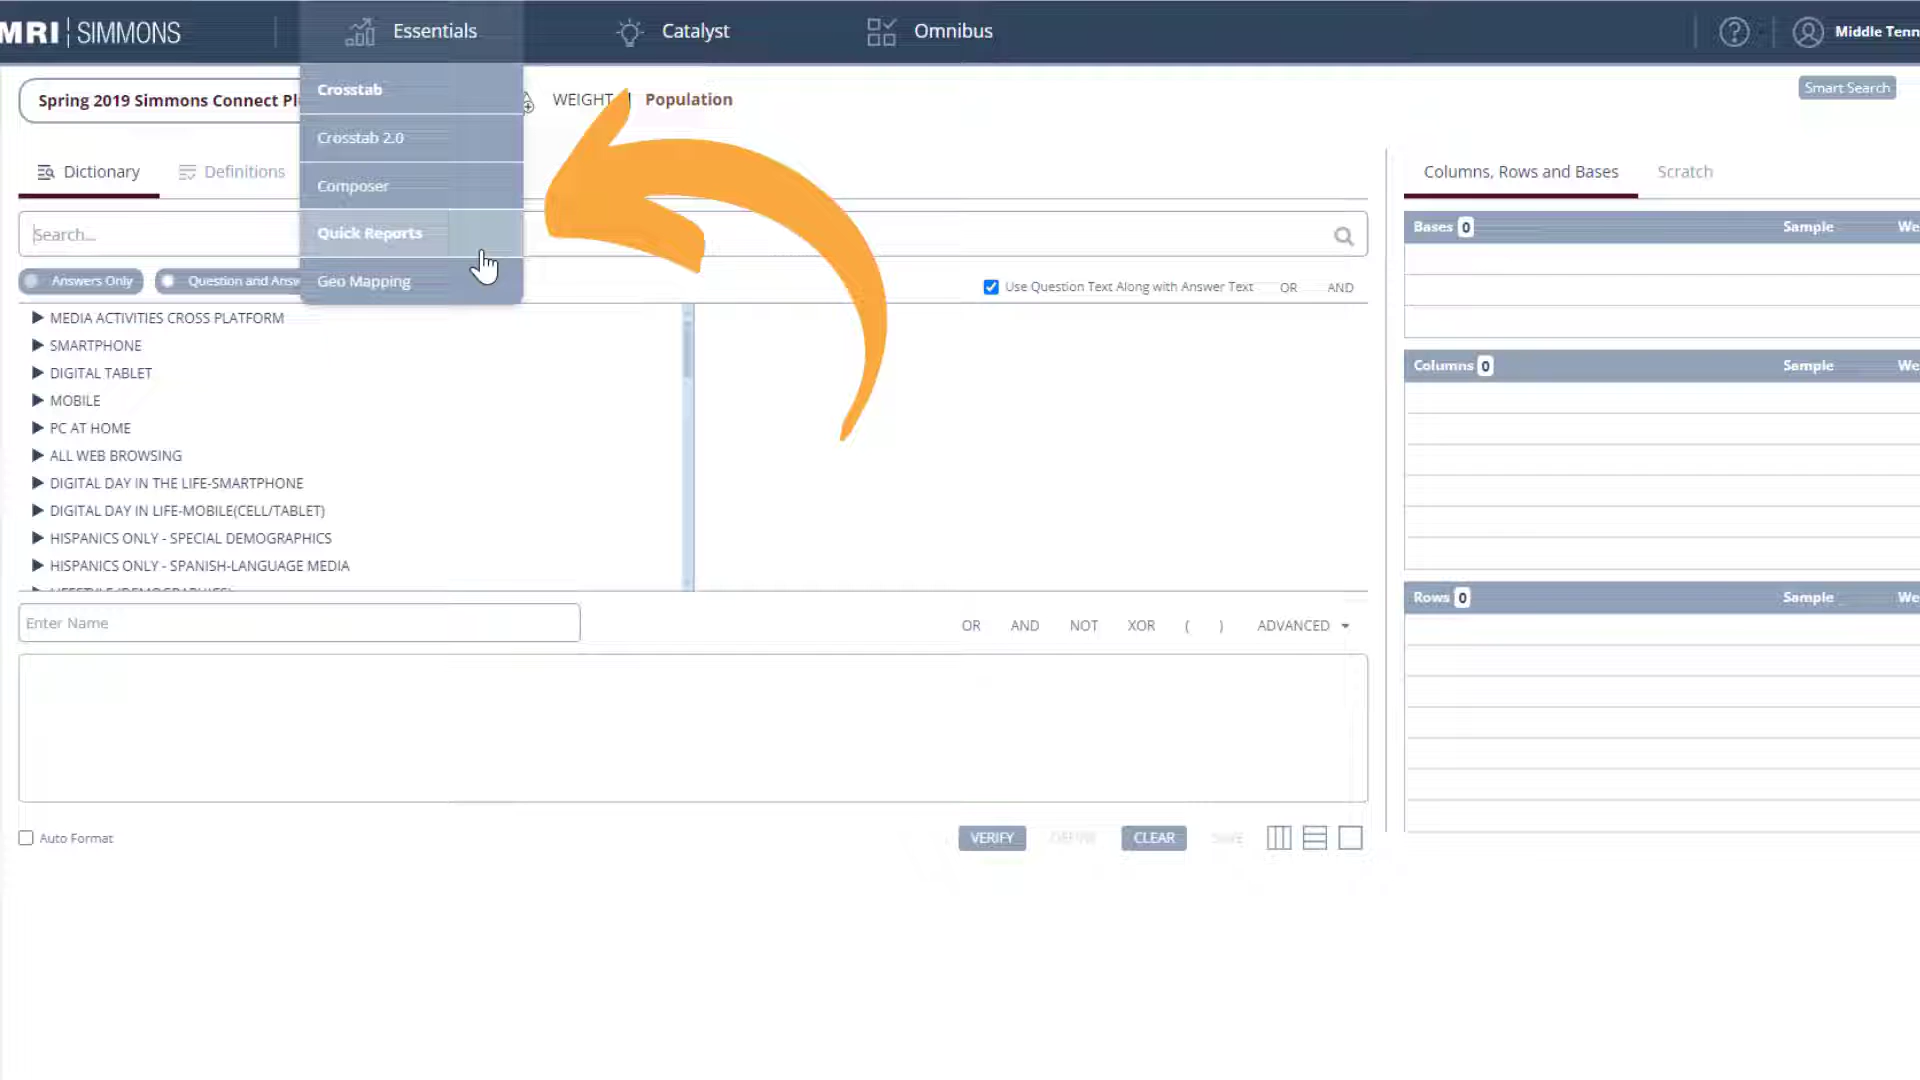 MRI | SIMMONS
Essentials
Catalyst
Omnibus
Middle Tenn
Spring 2019 Simmons Connect Pl
WEIGHT
Population
Smart Search
Crosstab
Crosstab 2.0
Composer
Quick Reports
Geo Mapping
Dictionary
Definitions
Search...
Answers Only
Question and Answ
Use Question Text Along with Answer Text
OR
AND
MEDIA ACTIVITIES CROSS PLATFORM
SMARTPHONE
DIGITAL TABLET
MOBILE
PC AT HOME
ALL WEB BROWSING
DIGITAL DAY IN THE LIFE-SMARTPHONE
DIGITAL DAY IN LIFE-MOBILE(CELL/TABLET)
HISPANICS ONLY - SPECIAL DEMOGRAPHICS
HISPANICS ONLY - SPANISH-LANGUAGE MEDIA
Enter Name
OR AND NOT XOR ( ) ADVANCED
Auto Format
VERIFY
CLEAR
SAVE
Columns, Rows and Bases
Scratch
Bases 0 Sample We
Columns 0 Sample We
Rows 0 Sample We